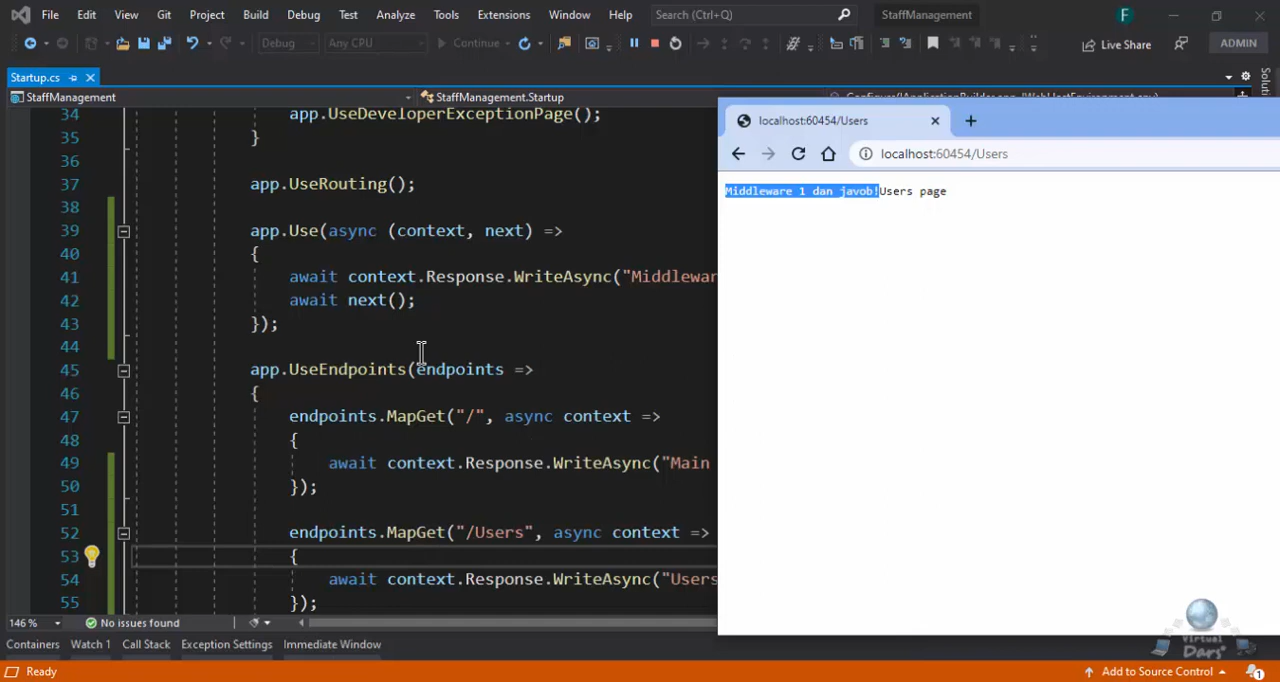 File Edit View Git Project Build Debug Test Analyze Tools Extensions Window Help Search (Ctrl+Q) StaffManagement F
Debug Any CPU Continue Live Share ADMIN
Startup.cs
StaffManagement StaffManagement.Startup
34 app.UseDeveloperExceptionPage();
35 }
36
37 app.UseRouting();
38
39 app.Use(async (context, next) =>
40 {
41 await context.Response.WriteAsync("Middlewar
42 await next();
43 });
44
45 app.UseEndpoints(endpoints =>
46 {
47 endpoints.MapGet("/", async context =>
48 {
49 await context.Response.WriteAsync("Main
50 });
51
52 endpoints.MapGet("/Users", async context =>
53 {
54 await context.Response.WriteAsync("Users
55 });
localhost:60454/Users
localhost:60454/Users
Middleware 1 dan javob!Users page
146 % No issues found
Containers Watch 1 Call Stack Exception Settings Immediate Window
Virtual
Dars
Ready Add to Source Control 1